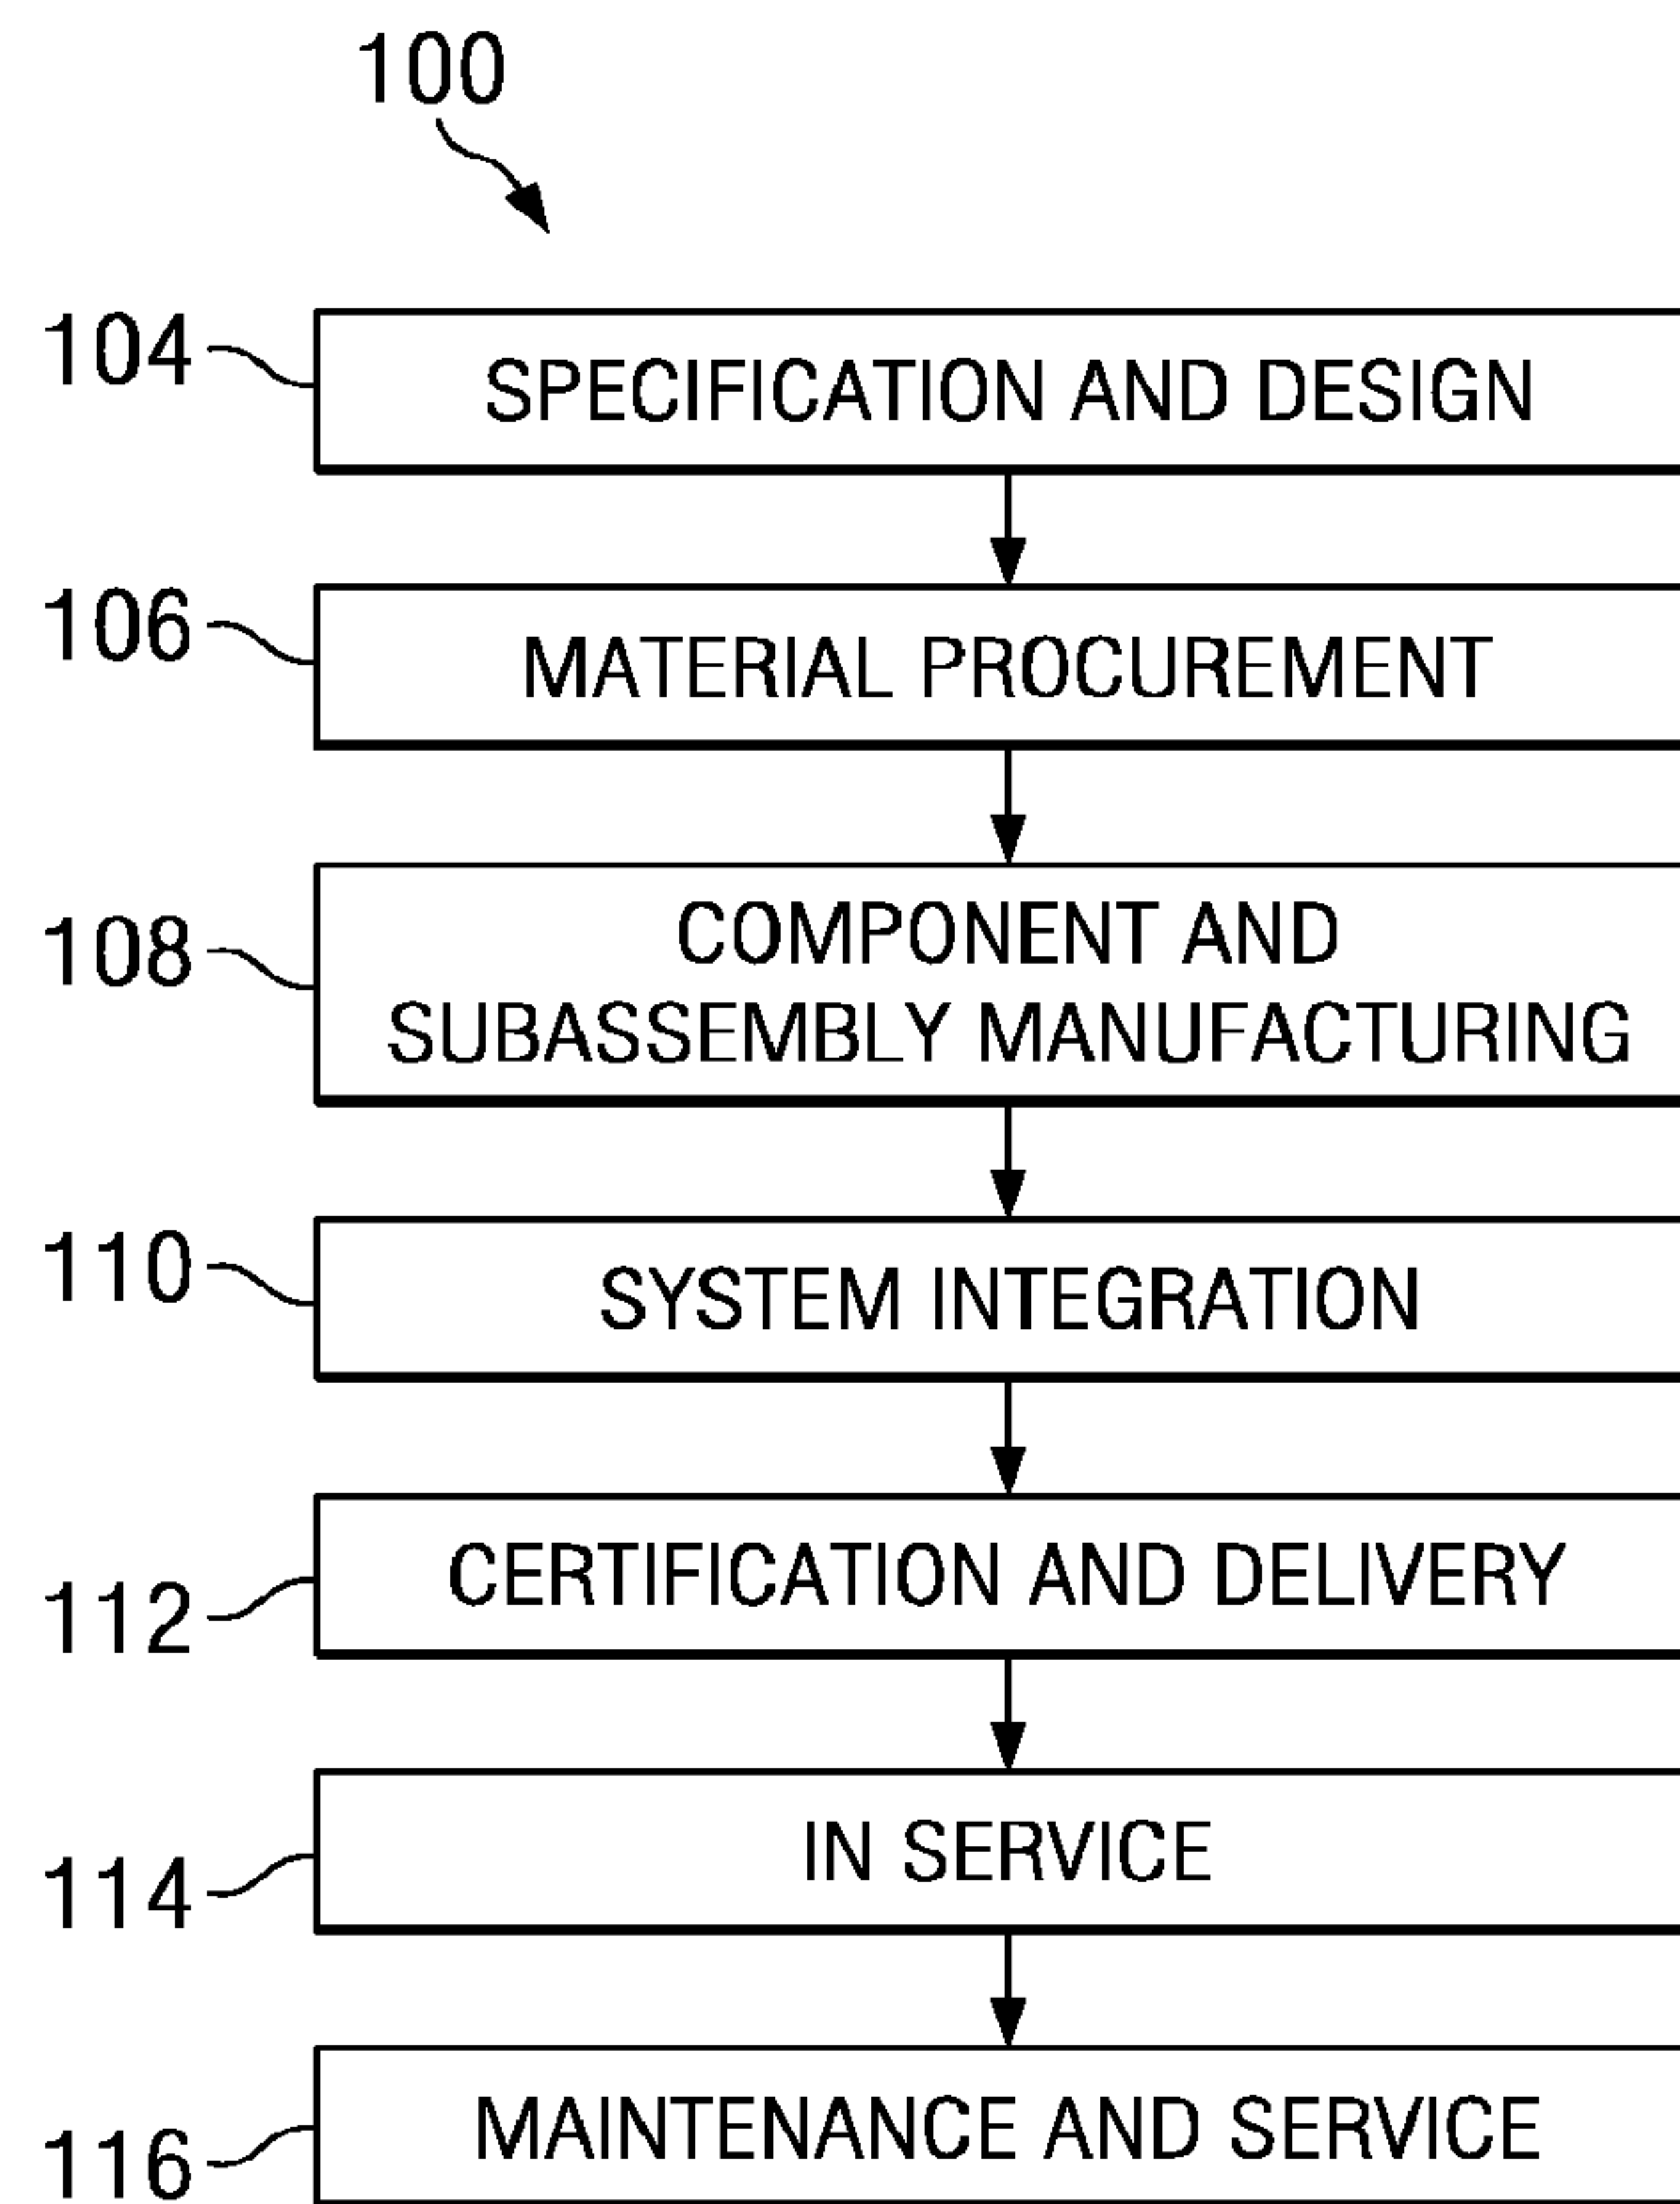 100
104
SPECIFICATION AND DESIGN
106
MATERIAL PROCUREMENT
108
COMPONENT AND
SUBASSEMBLY MANUFACTURING
110
SYSTEM INTEGRATION
112
CERTIFICATION AND DELIVERY
114
IN SERVICE
116
MAINTENANCE AND SERVICE